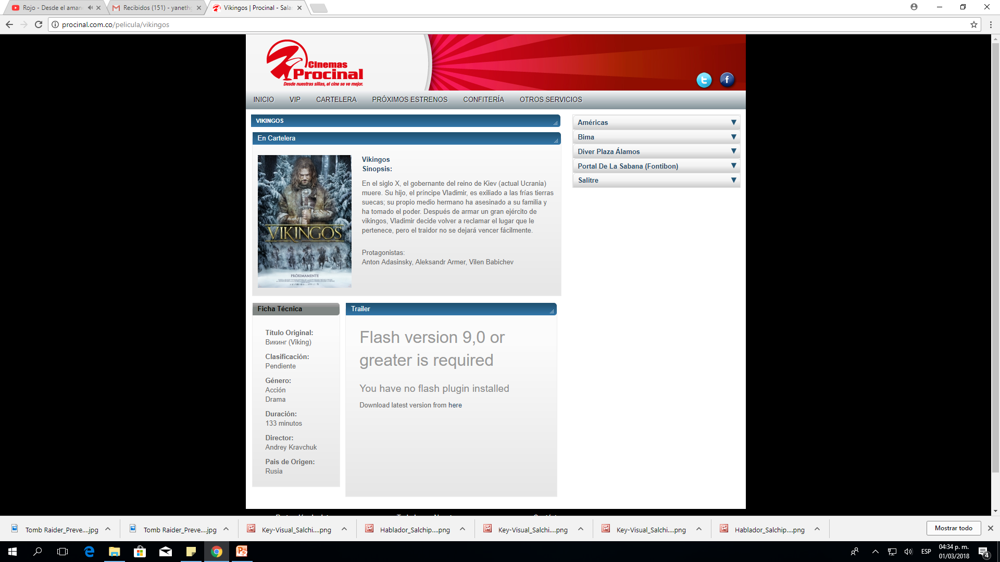 Rojo - Desde el aman
Recibidos (151) - yanethg
Vikingos | Procinal - Sala
procinal.com.co/pelicula/vikingos
Cinemas
Procinal
Desde nuestras sillas, el cine se ve mejor.
INICIO VIP CARTELERA PRÓXIMOS ESTRENOS CONFITERÍA OTROS SERVICIOS
VIKINGOS
En Cartelera
VIKINGOS
PRÓXIMAMENTE
Vikingos
Sinopsis:
En el siglo X, el gobernante del reino de Kiev (actual Ucrania)
muere. Su hijo, el príncipe Vladimir, es exiliado a las frías tierras
suecas; su propio medio hermano ha asesinado a su familia y
ha tomado el poder. Después de armar un gran ejército de
vikingos, Vladimir decide volver a reclamar el lugar que le
pertenece, pero el traidor no se dejará vencer fácilmente.
Protagonistas:
Anton Adasinsky, Aleksandr Armer, Vilen Babichev
Américas
Bima
Diver Plaza Álamos
Portal De La Sabana (Fontibon)
Salitre
Ficha Técnica
Título Original:
Викинг (Viking)
Clasificación:
Pendiente
Género:
Acción
Drama
Duración:
133 minutos
Director:
Andrey Kravchuk
Pais de Origen:
Rusia
Trailer
Flash version 9,0 or
greater is required
You have no flash plugin installed
Download latest version from here
Tomb Raider_Preve....jpg
Tomb Raider_Preve....jpg
Key-Visual_Salchi....png
Hablador_Salchip....png
Key-Visual_Salchi....png
Key-Visual_Salchi....png
Hablador_Salchip....png
Mostrar todo
ESP
04:34 p. m.
01/03/2018
4